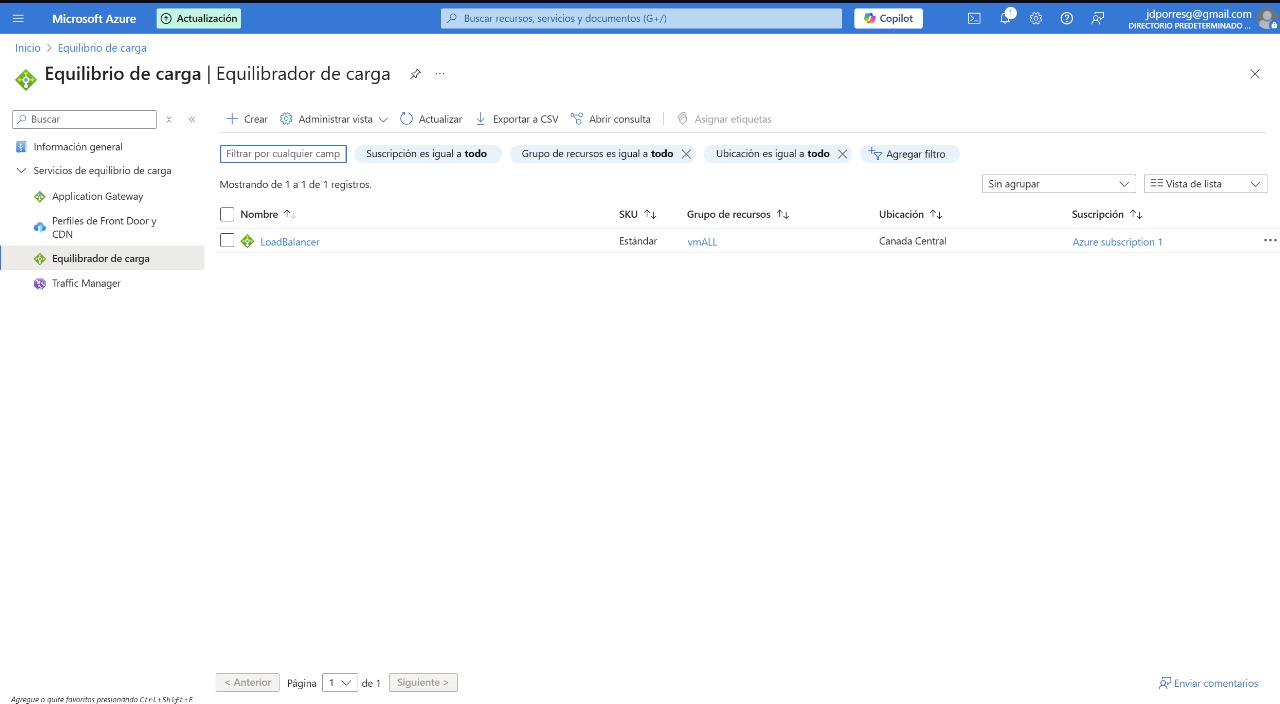 Microsoft Azure
Actualización
Buscar recursos, servicios y documentos (G+/)
Copilot
1
jdporresg@gmail.com
DIRECTORIO PREDETERMINADO ...
Inicio > Equilibrio de carga
Equilibrio de carga | Equilibrador de carga
...
Buscar
Información general
Servicios de equilibrio de carga
Application Gateway
Perfiles de Front Door y
CDN
Equilibrador de carga
Traffic Manager
Crear
Administrar vista
Actualizar
Exportar a CSV
Abrir consulta
Asignar etiquetas
Filtrar por cualquier camp
Suscripción es igual a todo
Grupo de recursos es igual a todo
Ubicación es igual a todo
Agregar filtro
Mostrando de 1 a 1 de 1 registros.
Sin agrupar
Vista de lista
Nombre SKU Grupo de recursos Ubicación Suscripción
LoadBalancer Estándar vmALL Canada Central Azure subscription 1
< Anterior Página 1 de 1 Siguiente >
Enviar comentarios
Agregue o quite favoritos presionando Ctrl+Shift+F